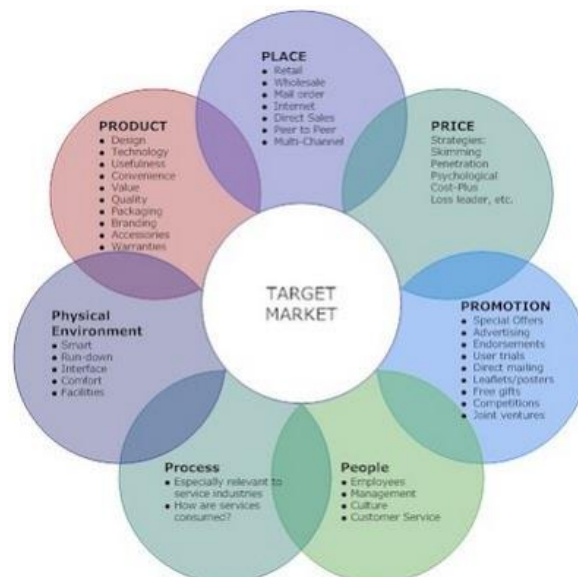 PLACE
• Retail
• Wholesale
• Mail order
• Internet
• Direct Sales
• Peer to Peer
• Multi-Channel
PRODUCT
• Design
• Technology
• Usefulness
• Convenience
• Value
• Quality
• Packaging
• Branding
• Accessories
• Warranties
PRICE
Strategies:
Skimming
Penetration
Psychological
Cost-Plus
Loss leader, etc.
TARGET
MARKET
Physical
Environment
• Smart
• Run-down
• Interface
• Comfort
• Facilities
PROMOTION
• Special Offers
• Advertising
• Endorsements
• User trials
• Direct mailing
• Leaflets/posters
• Free gifts
• Competitions
• Joint ventures
Process
• Especially relevant to
service industries
• How are services
consumed?
People
• Employees
• Management
• Culture
• Customer Service